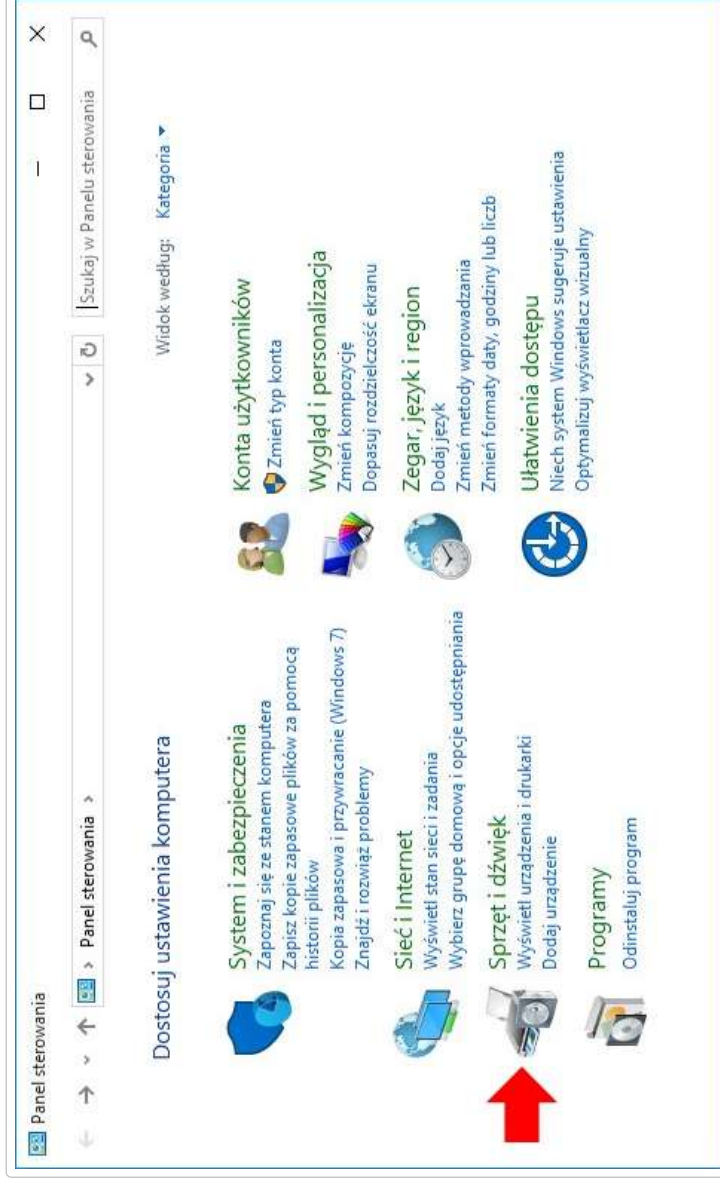 Panel sterowania
Panel sterowania
Szukaj w Panelu sterowania
Dostosuj ustawienia komputera
Widok według: Kategoria
System i zabezpieczenia
Zapoznaj się ze stanem komputera
Zapisz kopie zapasowe plików za pomocą
historii plików
Kopia zapasowa i przywracanie (Windows 7)
Znajdź i rozwiąż problemy
Sieć i Internet
Wyświetl stan sieci i zadania
Wybierz grupę domową i opcje udostępniania
Sprzęt i dźwięk
Wyświetl urządzenia i drukarki
Dodaj urządzenie
Programy
Odinstaluj program
Konta użytkowników
Zmień typ konta
Wygląd i personalizacja
Zmień kompozycję
Dopasuj rozdzielczość ekranu
Zegar, język i region
Dodaj język
Zmień metody wprowadzania
Zmień formaty daty, godziny lub liczb
Ułatwienia dostępu
Niech system Windows sugeruje ustawienia
Optymalizuj wyświetlacz wizualny